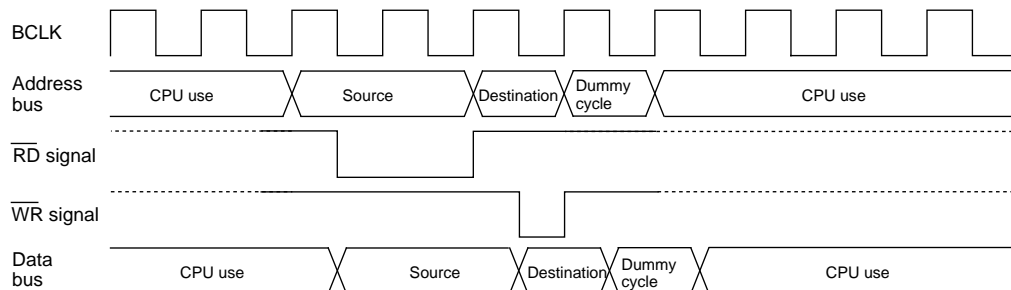 BCLK
Address
bus
CPU use
Source
Destination
Dummy
cycle
CPU use
RD signal
WR signal
Data
bus
CPU use
Source
Destination
Dummy
cycle
CPU use